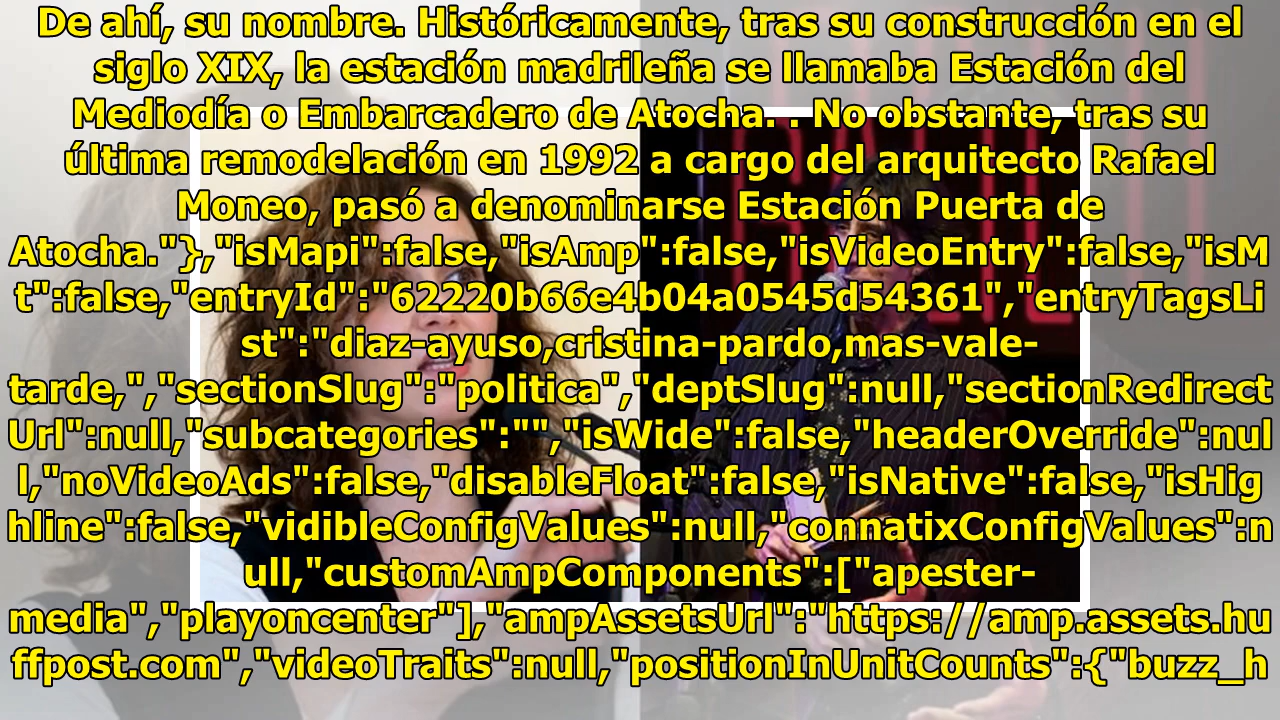 De ahí, su nombre. Históricamente, tras su construcción en el
siglo XIX, la estación madrileña se llamaba Estación del
Mediodía o Embarcadero de Atocha. . No obstante, tras su
última remodelación en 1992 a cargo del arquitecto Rafael
Moneo, pasó a denominarse Estación Puerta de
Atocha."},"isMapi":false,"isAmp":false,"isVideoEntry":false,"isM
t":false,"entryId":"62220b66e4b04a0545d54361","entryTagsLi
st":"diaz-ayuso,cristina-pardo,mas-vale-
tarde,","sectionSlug":"politica","deptSlug":null,"sectionRedirect
Url":null,"subcategories":"","isWide":false,"headerOverride":nul
l,"noVideoAds":false,"disableFloat":false,"isNative":false,"isHig
hline":false,"vidibleConfigValues":null,"connatixConfigValues":n
ull,"customAmpComponents":["apester-
media","playoncenter"],"ampAssetsUrl":"https://amp.assets.hu
ffpost.com","videoTraits":null,"positionInUnitCounts":{"buzz_h